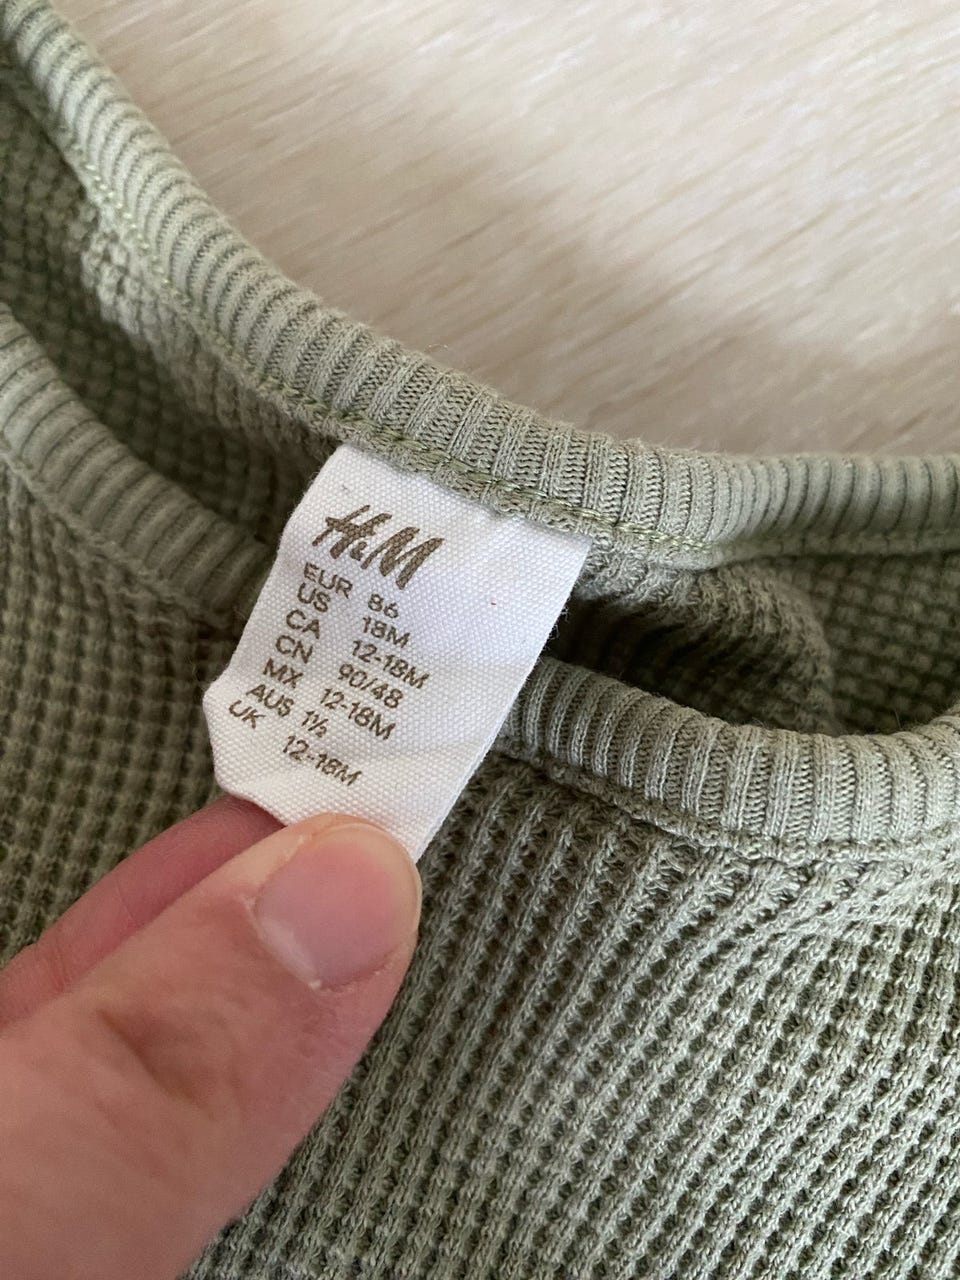 H&M
EUR 86
US 18M
CA 12-18M
CN 90/48
MX 12-18M
AUS 1½
UK 12-18M